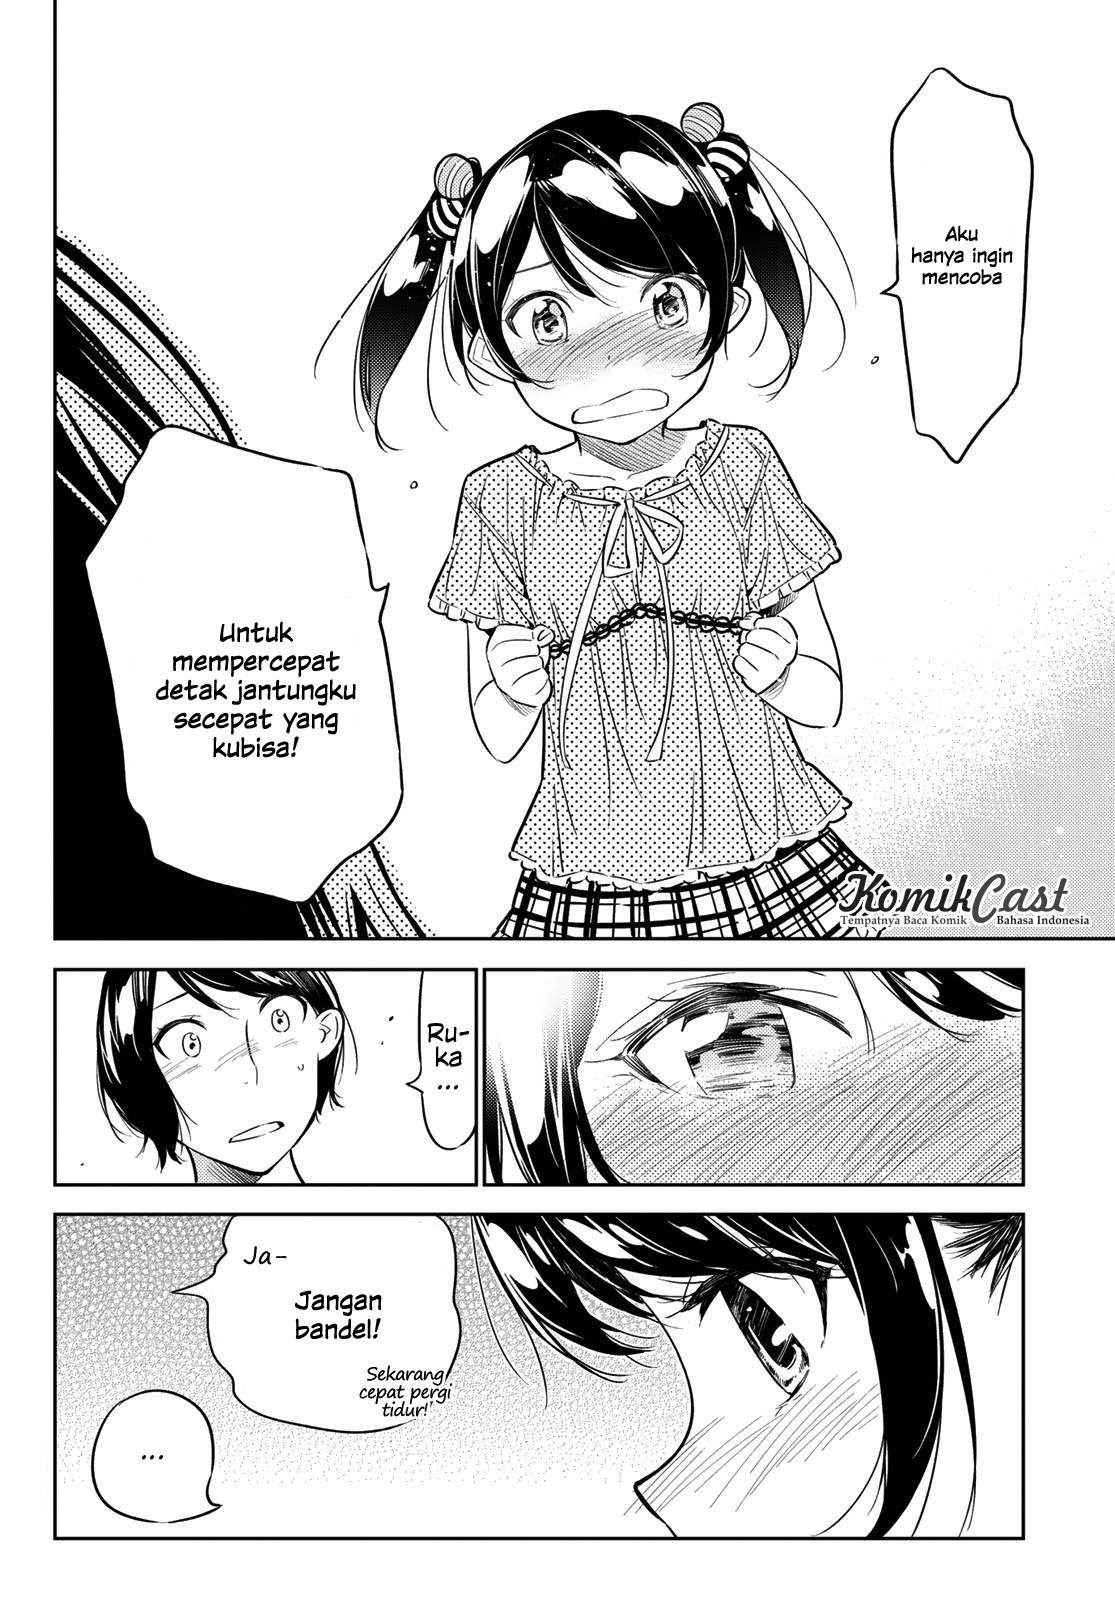 Aku
hanya ingin
mencoba
Untuk
mempercepat
detak jantungku
secepat yang
kubisa!
KomikCast
Tempatnya Baca Komik Bahasa Indonesia
Ru-
ka
...
Ja-
Jangan
bandel!
Sekarang
cepat pergi
tidur!
...